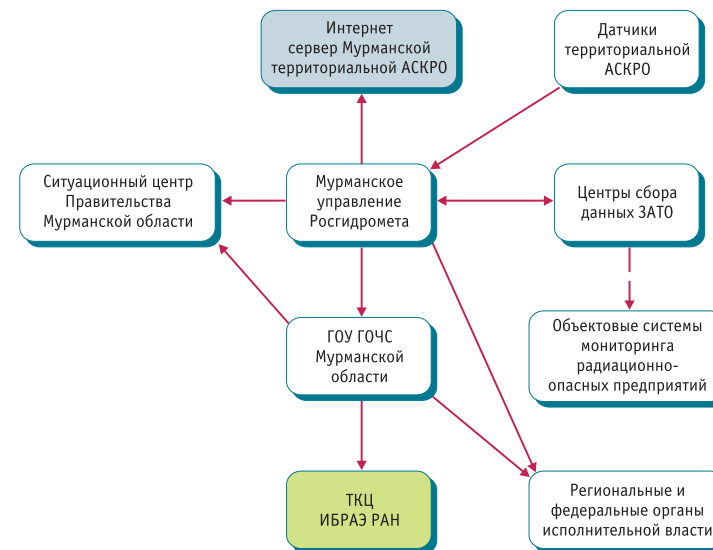 Интернет
сервер Мурманской
территориальной АСКРО
Датчики
территориальной
АСКРО
Ситуационный центр
Правительства
Мурманской области
Мурманское
управление
Росгидромета
Центры сбора
данных ЗАТО
ГОУ ГОЧС
Мурманской
области
Объектовые системы
мониторинга
радиационно-
опасных предприятий
ТКЦ
ИБРАЭ РАН
Региональные и
федеральные органы
исполнительной власти